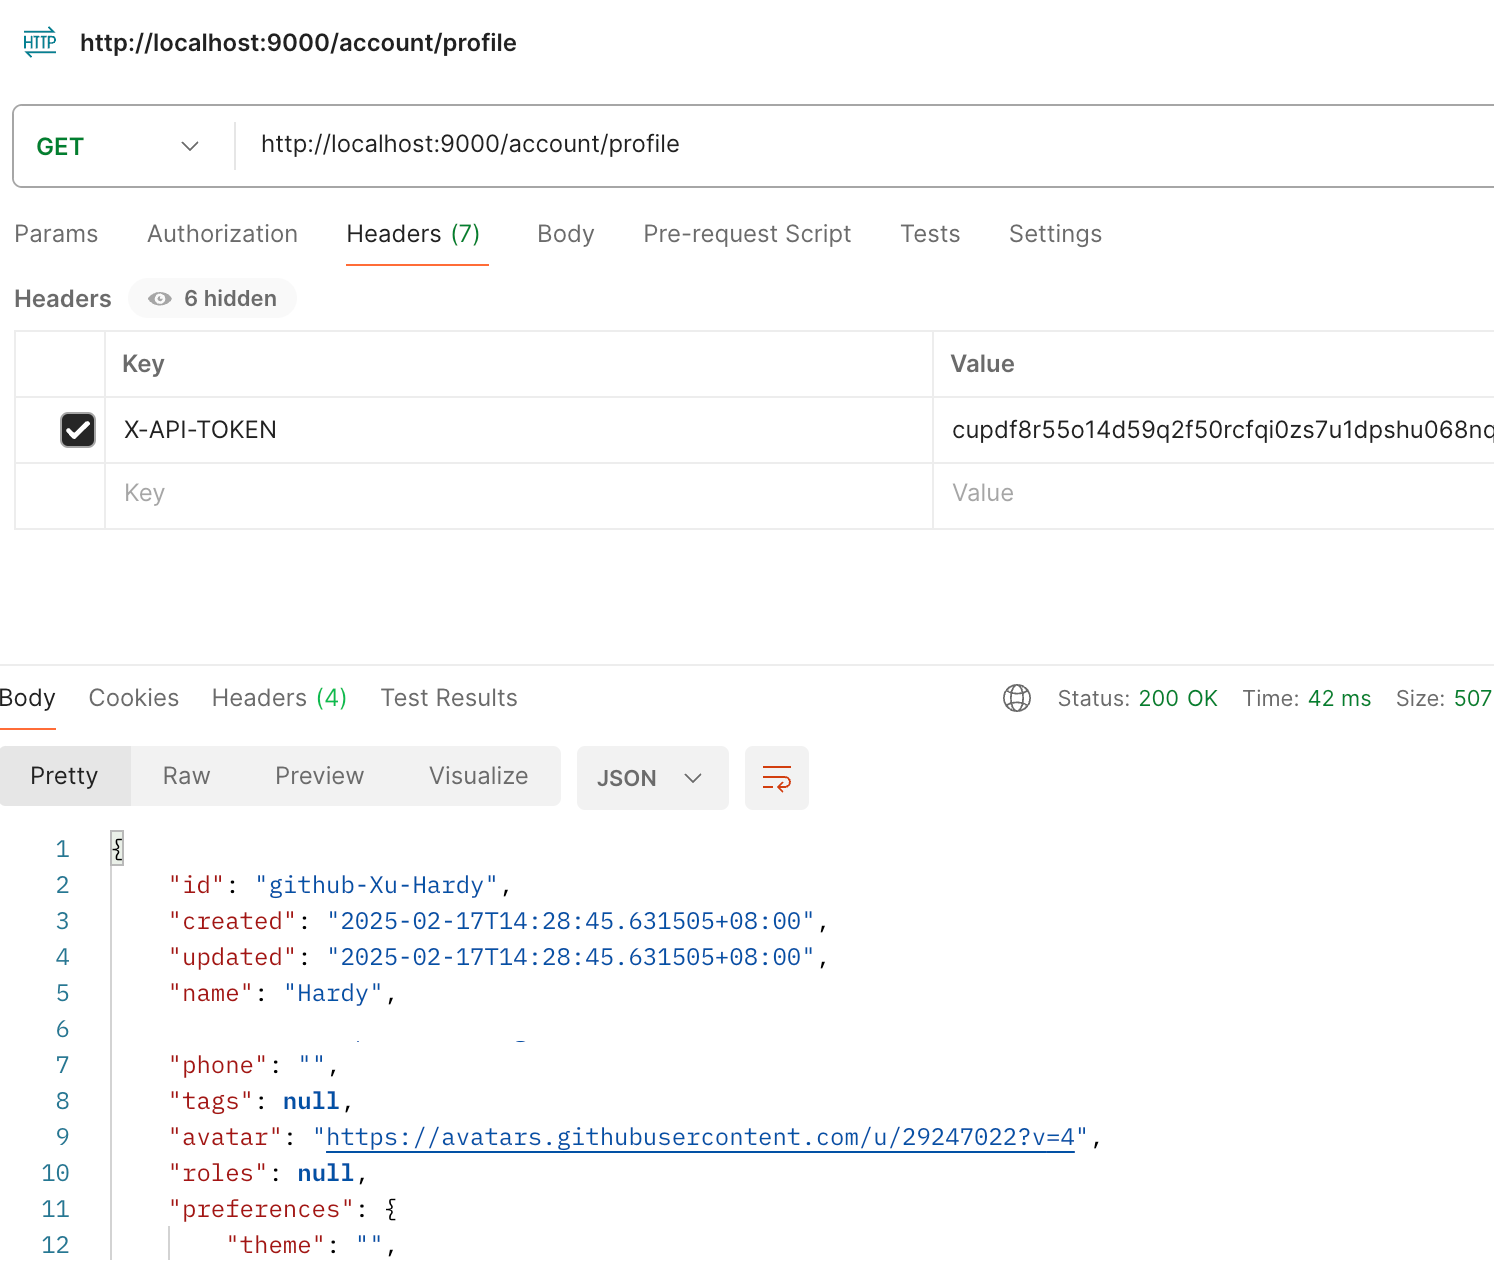 HTTP http://localhost:9000/account/profile
GET http://localhost:9000/account/profile
Params Authorization Headers (7) Body Pre-request Script Tests Settings
Headers 6 hidden
Key Value
X-API-TOKEN cupdf8r55o14d59q2f50rcfqi0zs7u1dpshu068nq
Key Value
Body Cookies Headers (4) Test Results Status: 200 OK Time: 42 ms Size: 507
Pretty Raw Preview Visualize JSON
1 {
2 "id": "github-Xu-Hardy",
3 "created": "2025-02-17T14:28:45.631505+08:00",
4 "updated": "2025-02-17T14:28:45.631505+08:00",
5 "name": "Hardy",
6
7 "phone": "",
8 "tags": null,
9 "avatar": "https://avatars.githubusercontent.com/u/29247022?v=4",
10 "roles": null,
11 "preferences": {
12 "theme": "",